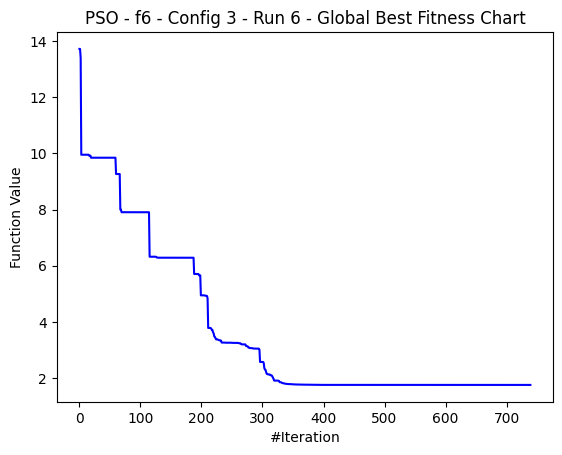 PSO - f6 - Config 3 - Run 6 - Global Best Fitness Chart
14
12
10
8
6
4
2
Function Value
0 100 200 300 400 500 600 700
#Iteration